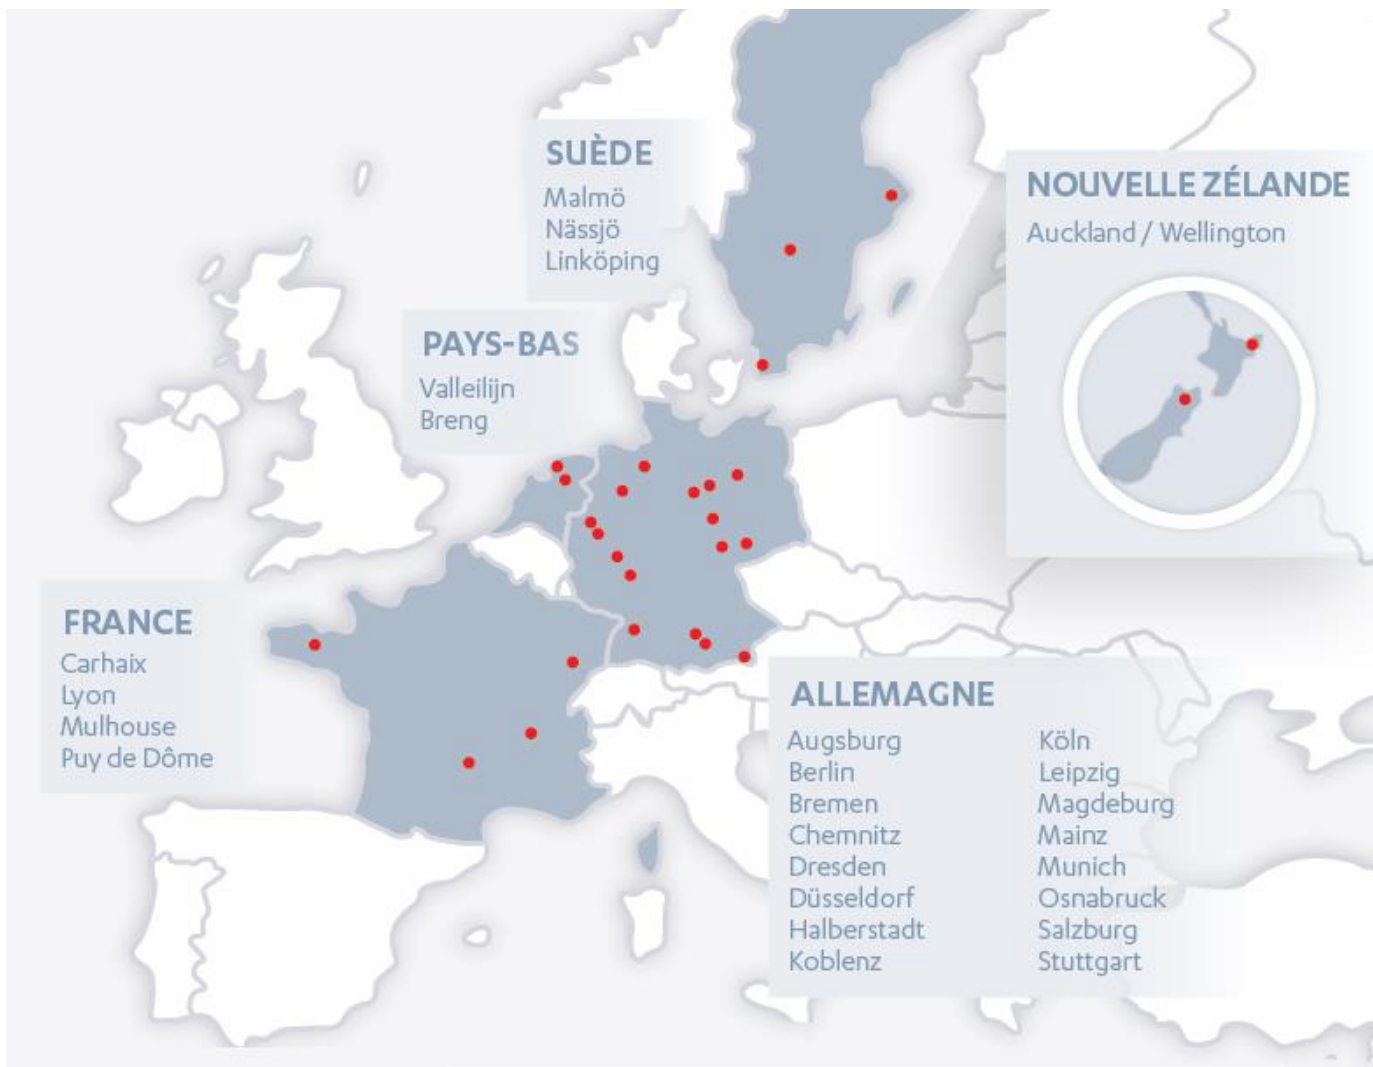 SUÈDE
Malmö
Nässjö
Linköping
NOUVELLE ZÉLANDE
Auckland / Wellington
PAYS-BAS
Valleilijn
Breng
FRANCE
Carhaix
Lyon
Mulhouse
Puy de Dôme
ALLEMAGNE
Augsburg
Berlin
Bremen
Chemnitz
Dresden
Düsseldorf
Halberstadt
Koblenz
Köln
Leipzig
Magdeburg
Mainz
Munich
Osnabruck
Salzburg
Stuttgart